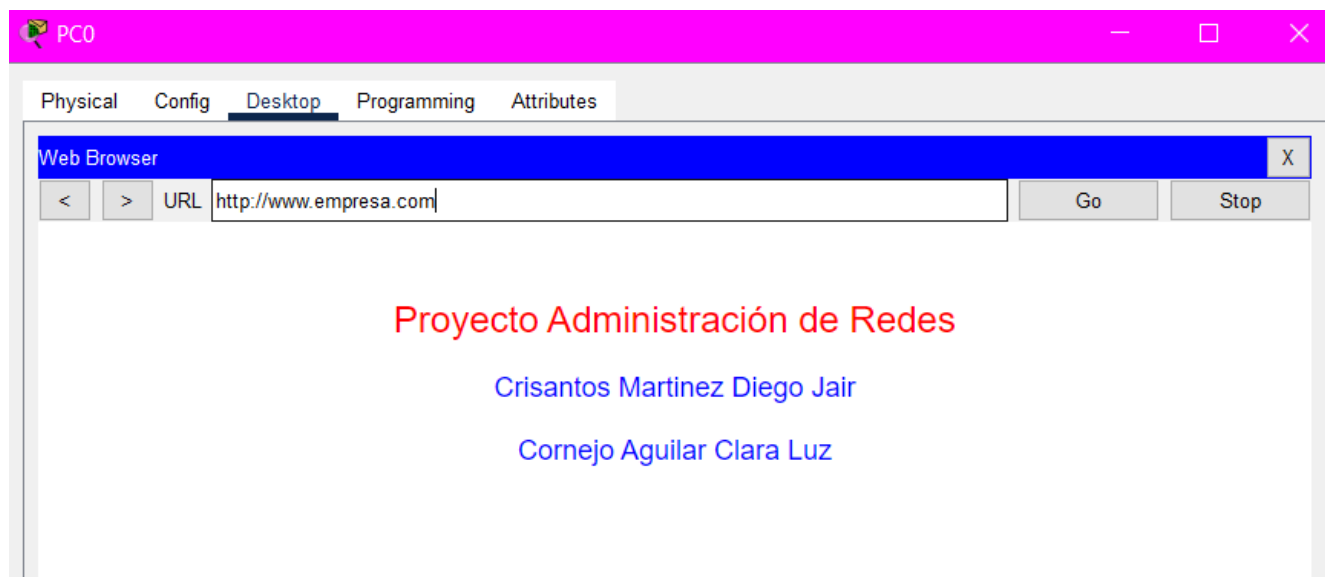 PC0
Physical Config Desktop Programming Attributes
Web Browser X
< > URL http://www.empresa.com Go Stop
Proyecto Administración de Redes
Crisantos Martinez Diego Jair
Cornejo Aguilar Clara Luz